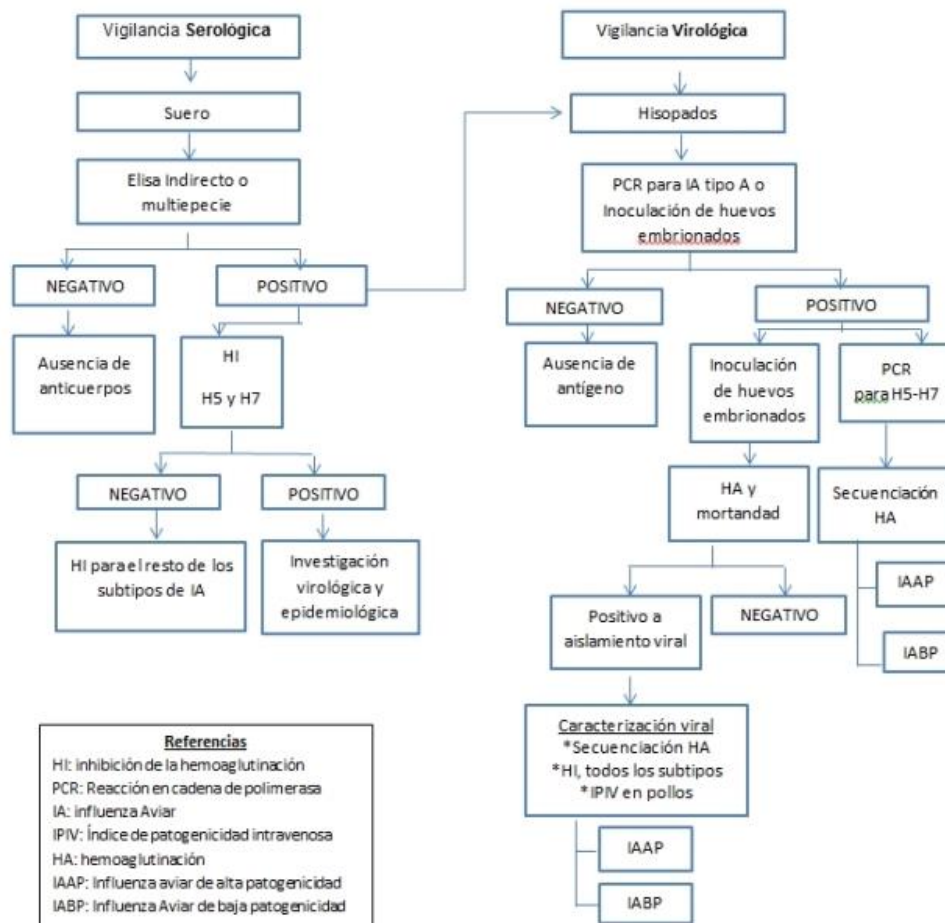 Vigilancia Serológica
Suero
Elisa Indirecto o
multiepecie
NEGATIVO
POSITIVO
Ausencia de
anticuerpos
HI
H5 y H7
NEGATIVO
POSITIVO
HI para el resto de los
subtipos de IA
Investigación
virológica y
epidemiológica
Vigilancia Virológica
Hisopados
PCR para IA tipo A o
Inoculación de huevos
embrionados
NEGATIVO
POSITIVO
Ausencia de
antígeno
Inoculación
de huevos
embrionados
PCR
para H5-H7
HA y
mortandad
Secuenciación
HA
IAAP
IABP
Positivo a
aislamiento viral
NEGATIVO
Caracterización viral
*Secuenciación HA
*HI, todos los subtipos
*IPIV en pollos
IAAP
IABP
Referencias
HI: inhibición de la hemoaglutinación
PCR: Reacción en cadena de polimerasa
IA: influenza Aviar
IPIV: Índice de patogenicidad intravenosa
HA: hemoaglutinación
IAAP: Influenza aviar de alta patogenicidad
IABP: Influenza Aviar de baja patogenicidad